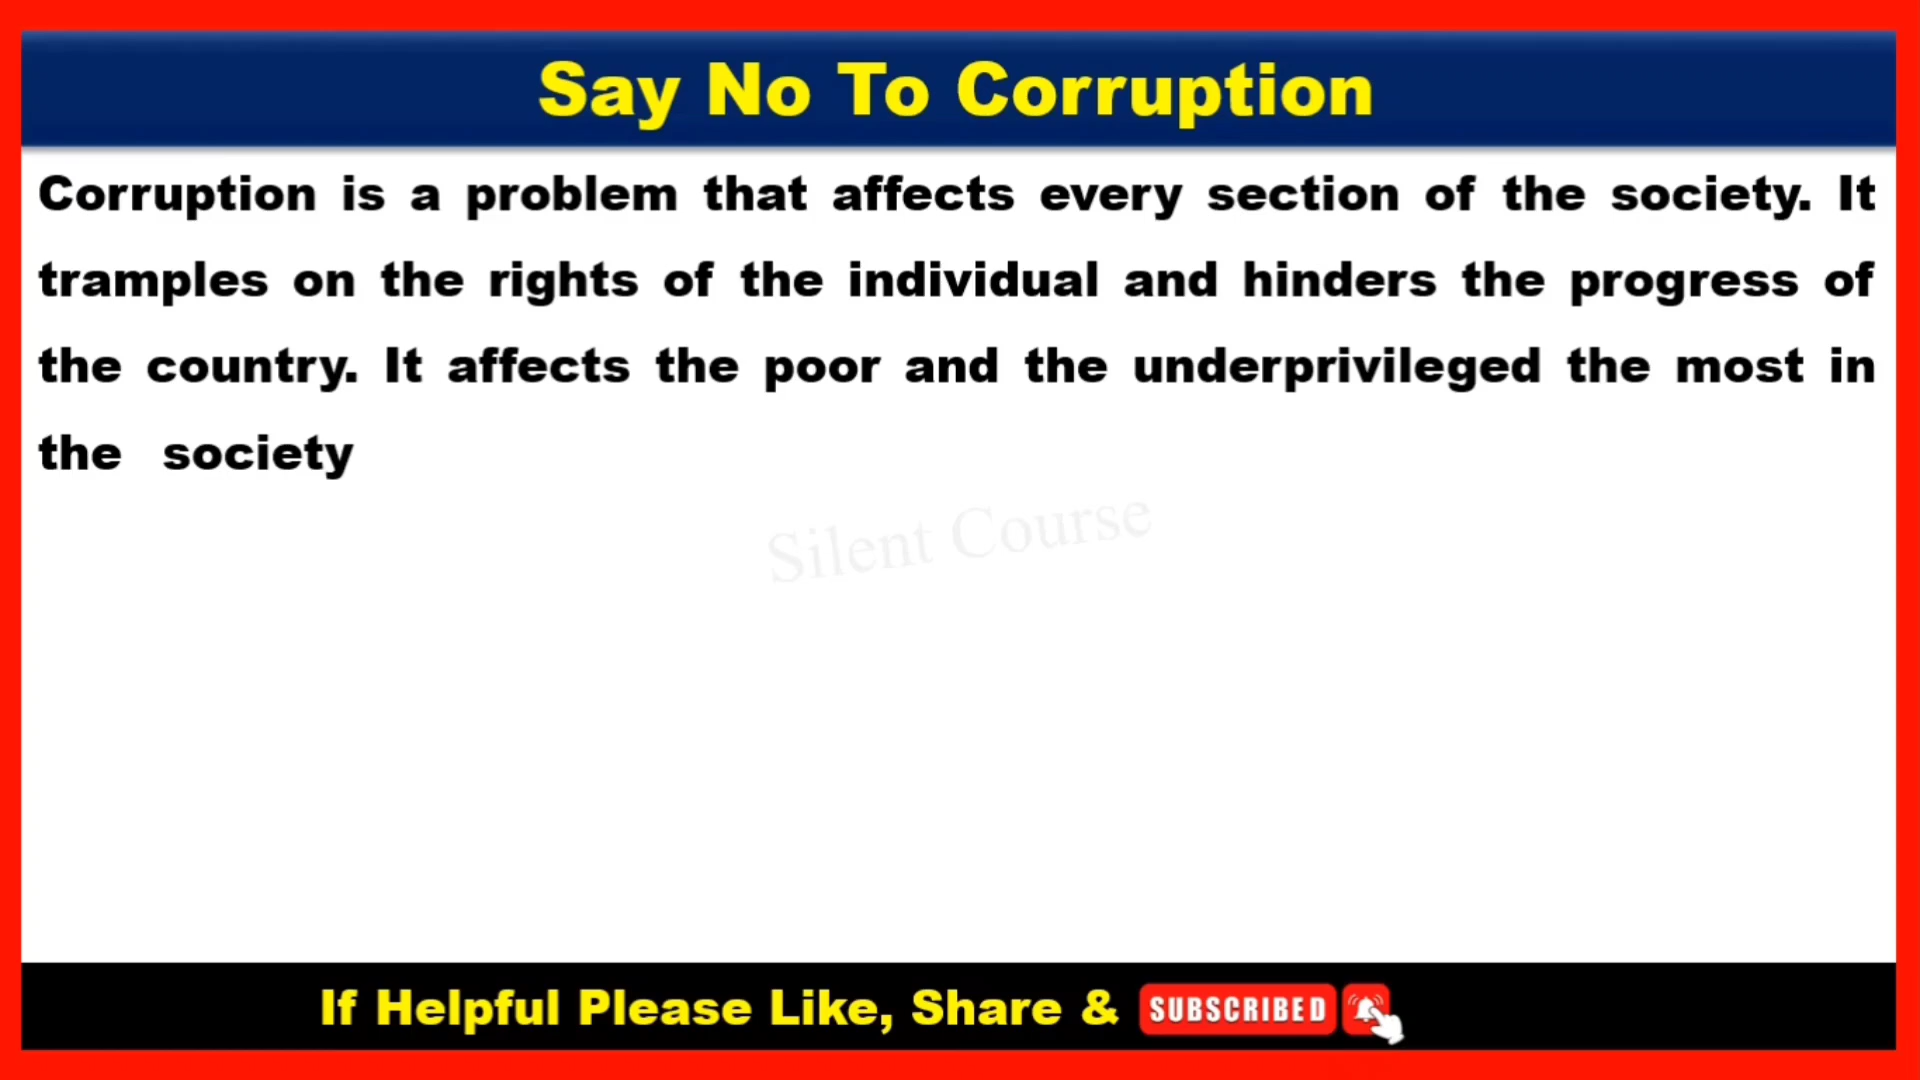 Say No To Corruption
Corruption is a problem that affects every section of the society. It
tramples on the rights of the individual and hinders the progress of
the country. It affects the poor and the underprivileged the most in
the society
Silent Course
If Helpful Please Like, Share & SUBSCRIBED